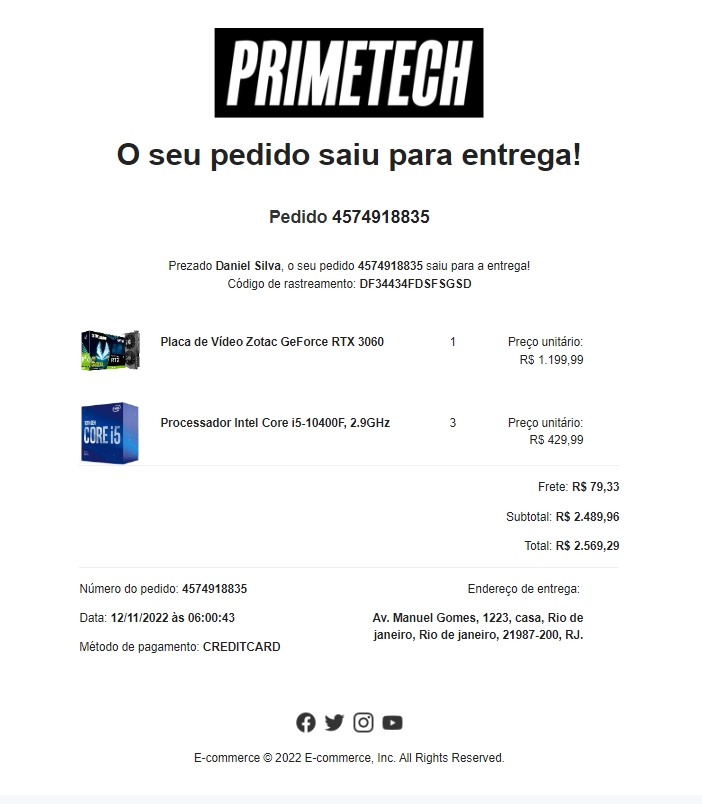 PRIMETECH
O seu pedido saiu para entrega!
Pedido 4574918835
Prezado Daniel Silva, o seu pedido 4574918835 saiu para a entrega!
Código de rastreamento: DF34434FDSFSGSD
Placa de Vídeo Zotac GeForce RTX 3060
1
Preço unitário:
R$ 1.199,99
intel
CORE i5
Processador Intel Core i5-10400F, 2.9GHz
3
Preço unitário:
R$ 429,99
Frete: R$ 79,33
Subtotal: R$ 2.489,96
Total: R$ 2.569,29
Número do pedido: 4574918835
Data: 12/11/2022 às 06:00:43
Método de pagamento: CREDITCARD
Endereço de entrega:
Av. Manuel Gomes, 1223, casa, Rio de
janeiro, Rio de janeiro, 21987-200, RJ.
E-commerce © 2022 E-commerce, Inc. All Rights Reserved.